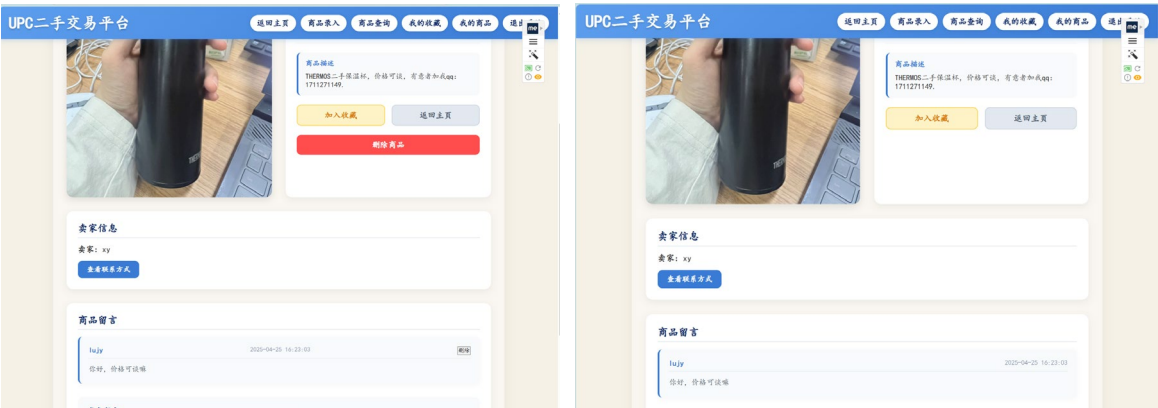 UPC二手交易平台
返回主页 商品录入 商品查询 我的收藏 我的商品
me
商品描述
THERMOS二手保温杯, 价格可谈, 有意者加我qq:
1711271149.
加入收藏 返回主页
删除商品
THE
卖家信息
卖家: xy
查看联系方式
商品留言
lujy 2025-04-25 16:23:03 删除
你好, 价格可谈嘛
UPC二手交易平台
返回主页 商品录入 商品查询 我的收藏 我的商品
me
商品描述
THERMOS二手保温杯, 价格可谈, 有意者加我qq:
1711271149.
加入收藏 返回主页
THE
卖家信息
卖家: xy
查看联系方式
商品留言
lujy 2025-04-25 16:23:03
你好, 价格可谈嘛